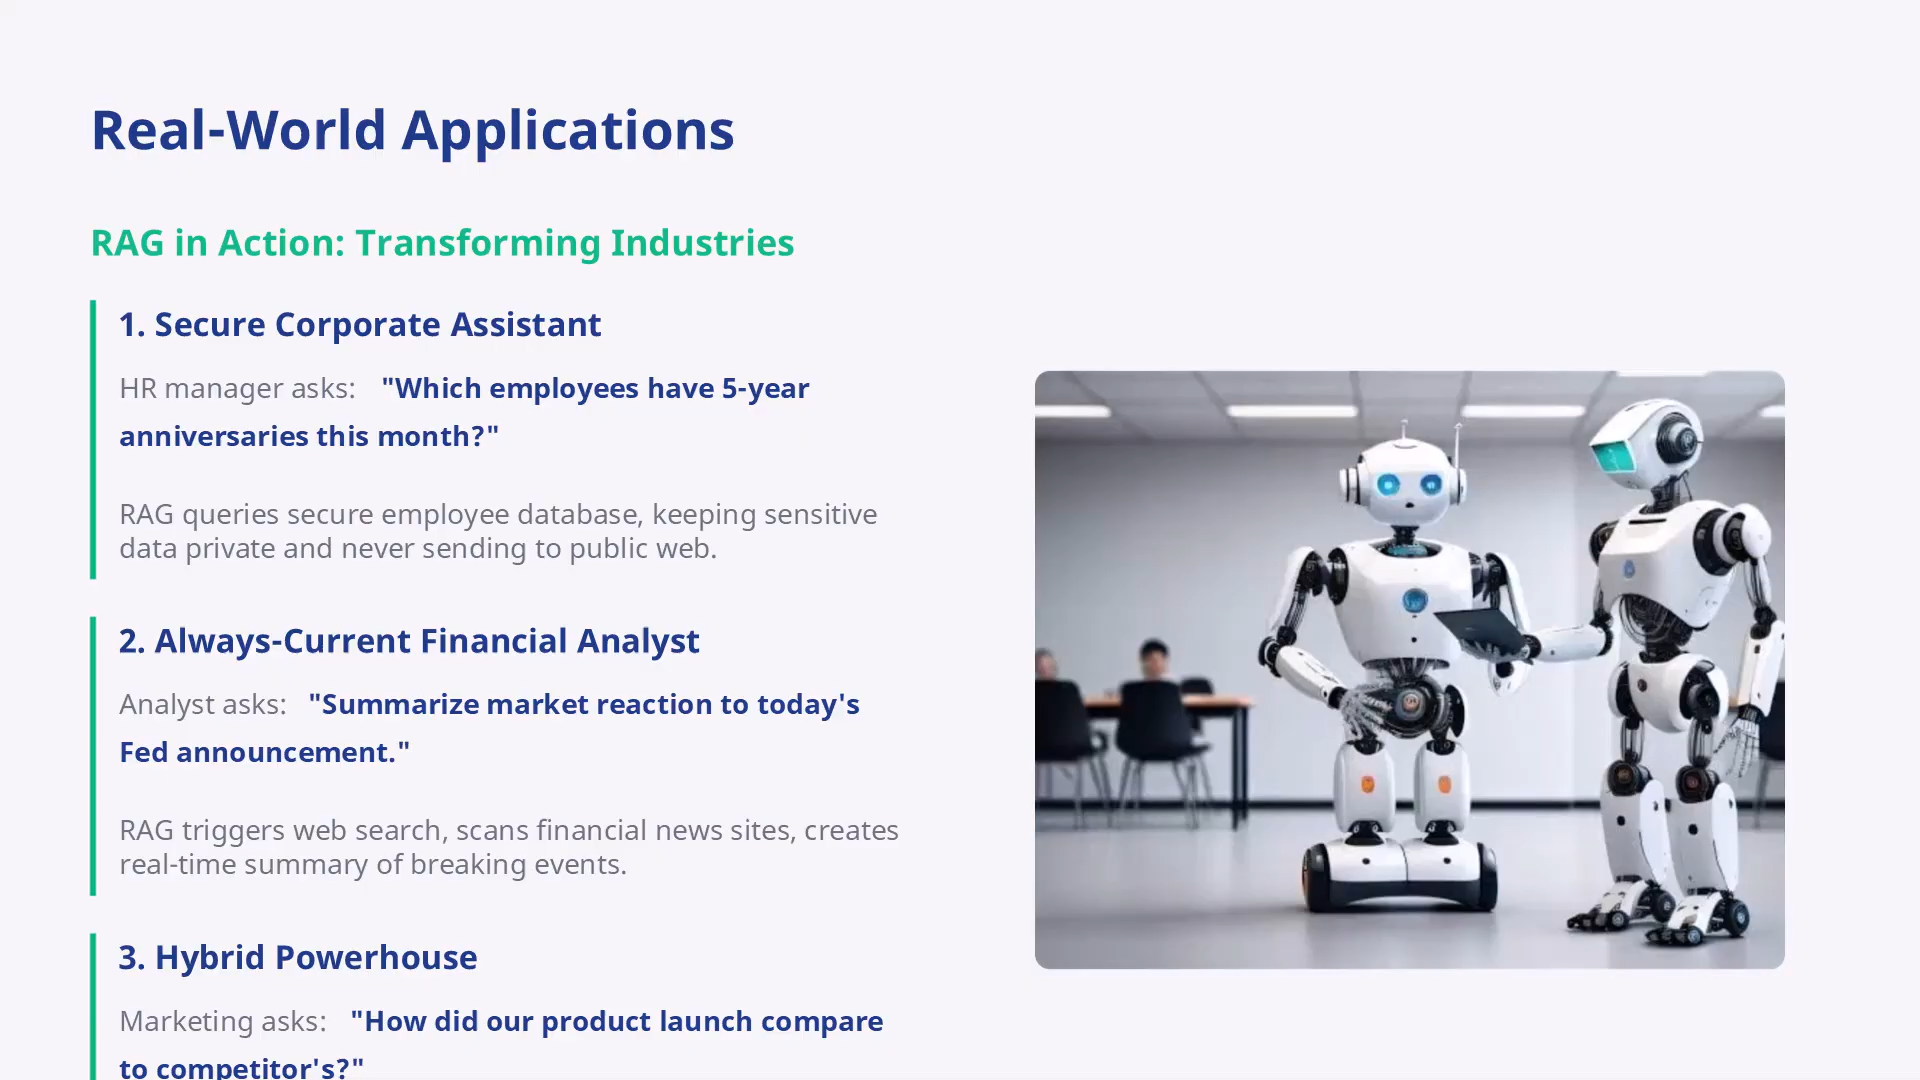 Real-World Applications
RAG in Action: Transforming Industries
1. Secure Corporate Assistant
HR manager asks: "Which employees have 5-year
anniversaries this month?"
RAG queries secure employee database, keeping sensitive
data private and never sending to public web.
2. Always-Current Financial Analyst
Analyst asks: "Summarize market reaction to today's
Fed announcement."
RAG triggers web search, scans financial news sites, creates
real-time summary of breaking events.
3. Hybrid Powerhouse
Marketing asks: "How did our product launch compare
to competitor's?"